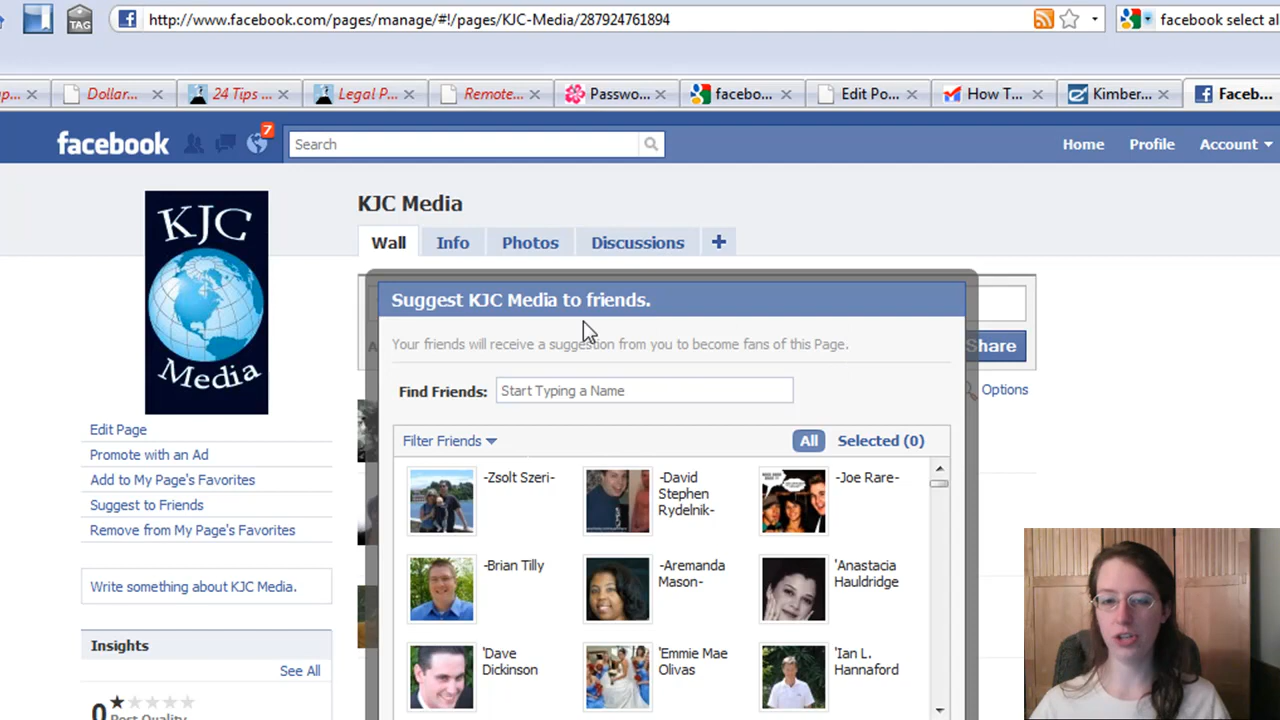 TAG
http://www.facebook.com/pages/manage/#!/pages/KJC-Media/287924761894
facebook select al
Dollar...
24 Tips ...
Legal P...
Remote...
Passwo...
facebo...
Edit Po...
How T...
Kimber...
Faceb...
facebook
7
Search
Home
Profile
Account
KJC
Media
KJC Media
Wall
Info
Photos
Discussions
+
Suggest KJC Media to friends.
Your friends will receive a suggestion from you to become fans of this Page.
Share
Find Friends:
Start Typing a Name
Options
Filter Friends
All
Selected (0)
-Zsolt Szeri-
-David
Stephen
Rydelnik-
-Joe Rare-
-Brian Tilly
-Aremanda
Mason-
'Anastacia
Hauldridge
'Dave
Dickinson
'Emmie Mae
Olivas
'Ian L.
Hannaford
Edit Page
Promote with an Ad
Add to My Page's Favorites
Suggest to Friends
Remove from My Page's Favorites
Write something about KJC Media.
Insights
See All
0
Post Quality